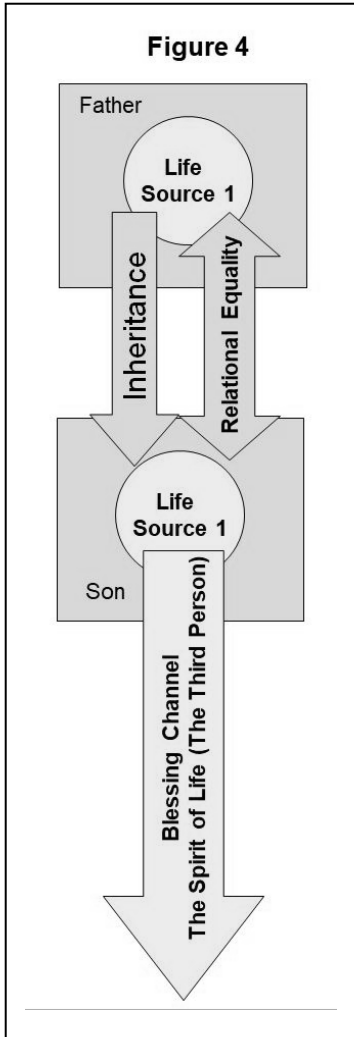 Figure 4
Father
Life
Source 1
Inheritance
Relational Equality
Life
Source 1
Son
Blessing Channel
The Spirit of Life (The Third Person)